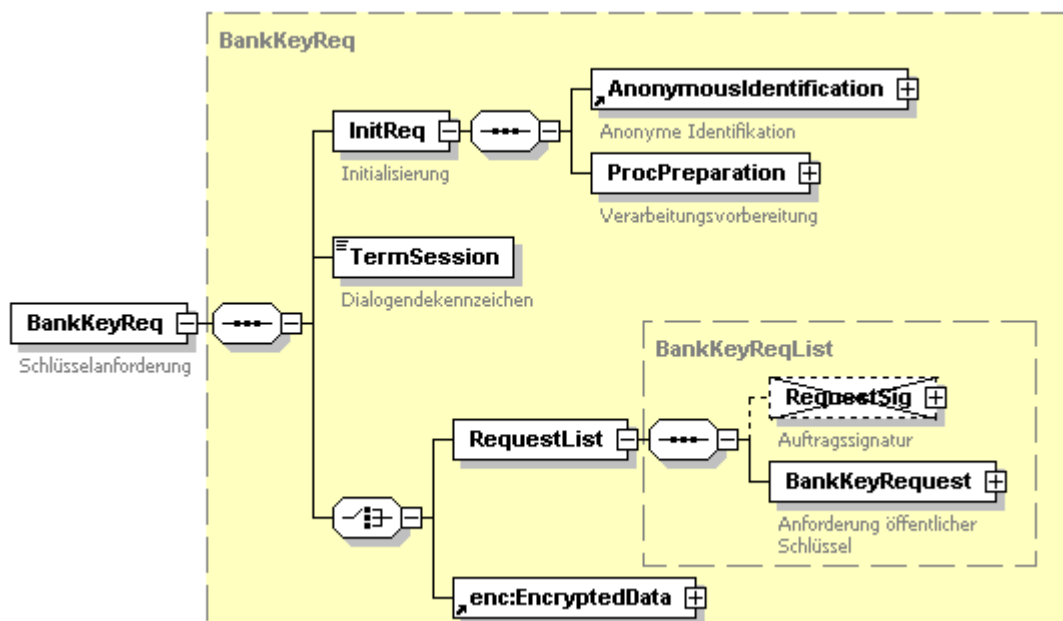 BankKeyReq
AnonymousIdentification
Anonyme Identifikation
InitReq
Initialisierung
ProcPreparation
Verarbeitungsvorbereitung
TermSession
Dialogendekennzeichen
BankKeyReq
Schlüsselanforderung
BankKeyReqList
RequestSig
Auftragssignatur
RequestList
BankKeyRequest
Anforderung öffentlicher
Schlüssel
enc:EncryptedData